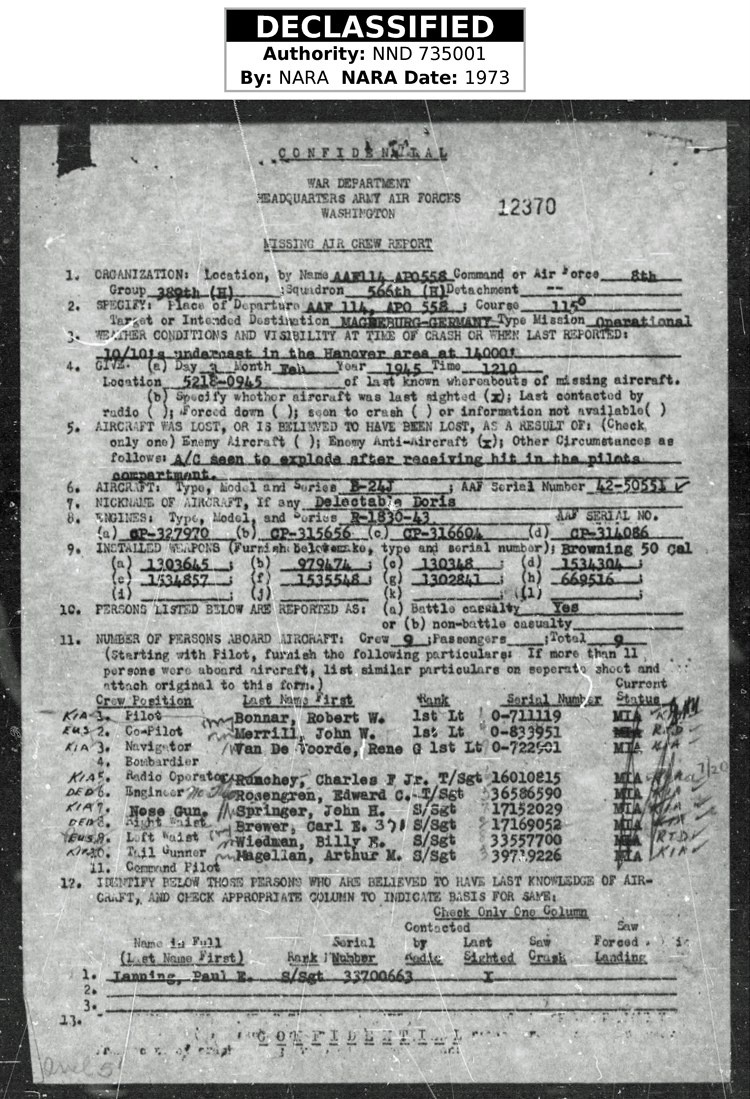 DECLASSIFIED
Authority: NND 735001
By: NARA NARA Date: 1973
CONFIDENTIAL
WAR DEPARTMENT
HEADQUARTERS ARMY AIR FORCES
WASHINGTON
12370
MISSING AIR CREW REPORT
1. ORGANIZATION: Location, by Name AAF114 APO558 Command or Air Force 8th
Group 389th (H) ; Squadron 566th (H) Detachment --
2. SPECIFY: Place of Departure AAF 114, APO 558 ; Course 115°
Target or Intended Destination MAGDEBURG-GERMANY Type Mission Operational
3. WEATHER CONDITIONS AND VISIBILITY AT TIME OF CRASH OR WHEN LAST REPORTED:
10/10's undercast in the Hanover area at 14000'
4. GIVE: (a) Day 3 Month Feb Year 1945 Time 1210
Location 5218-0945 of last known whereabouts of missing aircraft.
(b) Specify whether aircraft was last sighted (x); Last contacted by
radio ( ); Forced down ( ); seen to crash ( ) or information not available( )
5. AIRCRAFT WAS LOST, OR IS BELIEVED TO HAVE BEEN LOST, AS A RESULT OF: (Check
only one) Enemy Aircraft ( ); Enemy Anti-Aircraft (x); Other Circumstances as
follows: A/C seen to explode after receiving hit in the pilots
compartment.
6. AIRCRAFT: Type, Model and Series B-24J ; AAF Serial Number 42-50551 ✓
7. NICKNAME OF AIRCRAFT, If any Delectable Doris
8. ENGINES: Type, Model, and Series R-1830-43 AAF SERIAL NO.
(a) CP-327970 (b) CP-315656 (c) CP-316604 (d) CP-314086
9. INSTALLED WEAPONS (Furnish below make, type and serial number); Browning 50 Cal
(a) 1303645 ; (b) 979474 ; (c) 130348 ; (d) 1534304 ;
(e) 1534857 ; (f) 1535548 ; (g) 1302841 ; (h) 669516 ;
(i) ; (j) ; (k) ; (l) ;
10. PERSONS LISTED BELOW ARE REPORTED AS: (a) Battle casualty Yes
or (b) non-battle casualty
11. NUMBER OF PERSONS ABOARD AIRCRAFT: Crew 9 ; Passengers ; Total 9
(Starting with Pilot, furnish the following particulars: If more than 11
persons were aboard aircraft, list similar particulars on seperate sheet and
attach original to this form.)
Current
Crew Position Last Name First Rank Serial Number Status
KIA 1. Pilot Bonnar, Robert W. 1st Lt 0-711119 MIA
EUS 2. Co-Pilot Merrill, John W. 1st Lt 0-833951 MIA RTD
KIA 3. Navigator Van De Voorde, Rene G 1st Lt 0-722901 MIA KIA
4. Bombardier
KIA 5. Radio Operator Runchey, Charles F Jr. T/Sgt 16010815 MIA KIA 7/20
DED 6. Engineer Rosengren, Edward C. T/Sgt 36586590 MIA
KIA 7. Nose Gun. Springer, John H. S/Sgt 17152029 MIA
DED 8. Right Waist Brewer, Carl E. S/Sgt 17169052 MIA
EUS 9. Left Waist Wiedman, Billy E. S/Sgt 33557700 MIA RTD
KIA 10. Tail Gunner Magellan, Arthur M. S/Sgt 39719226 MIA KIA
11. Command Pilot
12. IDENTIFY BELOW THOSE PERSONS WHO ARE BELIEVED TO HAVE LAST KNOWLEDGE OF AIR-
CRAFT, AND CHECK APPROPRIATE COLUMN TO INDICATE BASIS FOR SAME:
Check Only One Column
Contacted Saw
Name in Full Serial by Last Saw Forced
(Last Name First) Rank Number Radio Sighted Crash Landing
1. Lanning, Paul E. S/Sgt 33700663 X
2.
3.
13.
CONFIDENTIAL